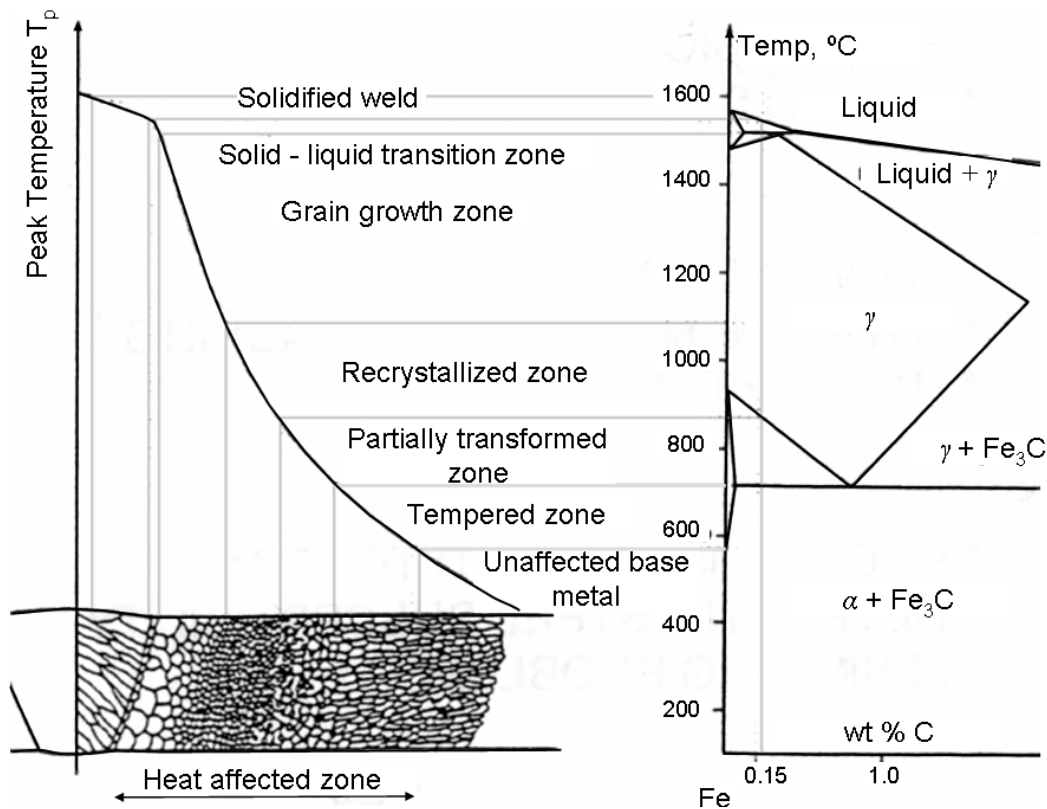 Peak Temperature Tp
Solidified weld
Solid - liquid transition zone
Grain growth zone
Recrystallized zone
Partially transformed
zone
Tempered zone
Unaffected base
metal
Heat affected zone
Temp, ºC
1600
1400
1200
1000
800
600
400
200
Liquid
Liquid + γ
γ
γ + Fe₃C
α + Fe₃C
wt % C
0.15
1.0
Fe